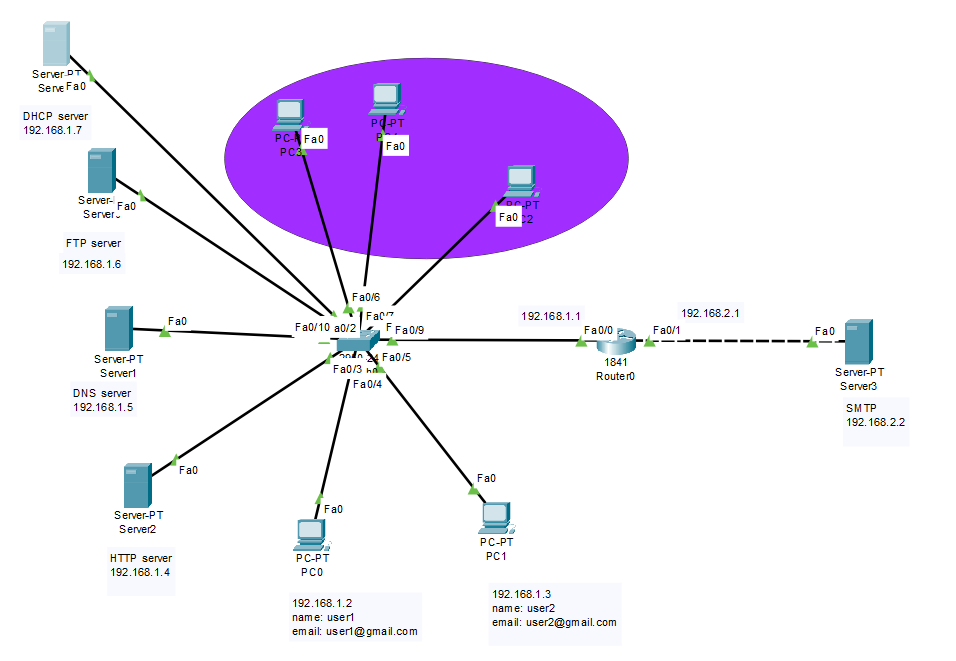 Server-PT
Fa0
DHCP server
192.168.1.7
Fa0
FTP server
192.168.1.6
PC3
Fa0
PC-PT
Fa0
PC-PT
Fa0
Fa0
Server-PT
Server1
DNS server
192.168.1.5
Fa0/6
Fa0/10
a0/2
Fa0/9
Fa0/5
Fa0/3
Fa0/4
192.168.1.1
Fa0/0
1841
Router0
192.168.2.1
Fa0/1
Fa0
Server-PT
Server3
SMTP
192.168.2.2
Fa0
Server-PT
Server2
HTTP server
192.168.1.4
Fa0
PC-PT
PC0
192.168.1.2
name: user1
email: user1@gmail.com
Fa0
PC-PT
PC1
192.168.1.3
name: user2
email: user2@gmail.com